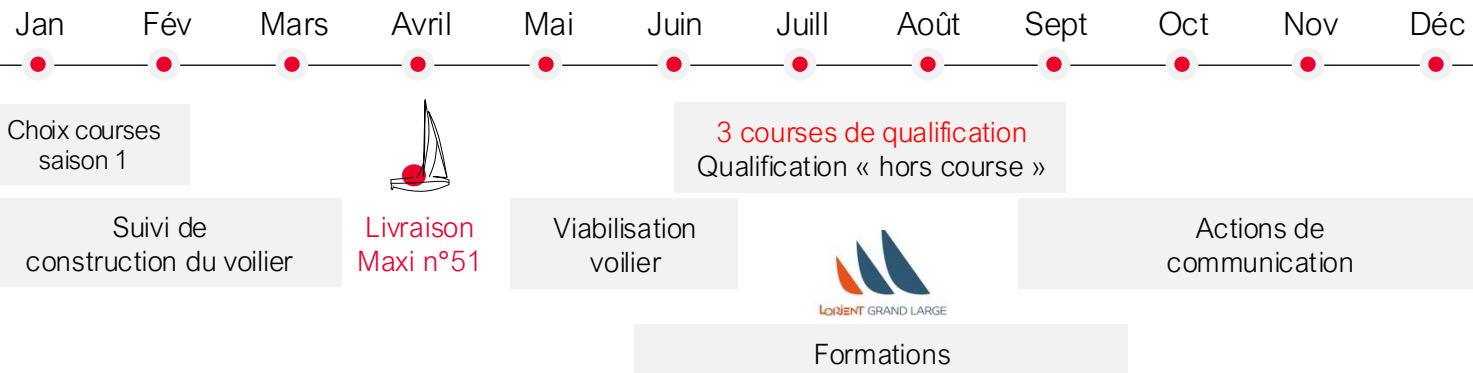 Jan Fév Mars Avril Mai Juin Juill Août Sept Oct Nov Déc
Choix courses
saison 1
3 courses de qualification
Qualification « hors course »
Suivi de
construction du voilier
Livraison
Maxi n°51
Viabilisation
voilier
Actions de
communication
LORIENT GRAND LARGE
Formations